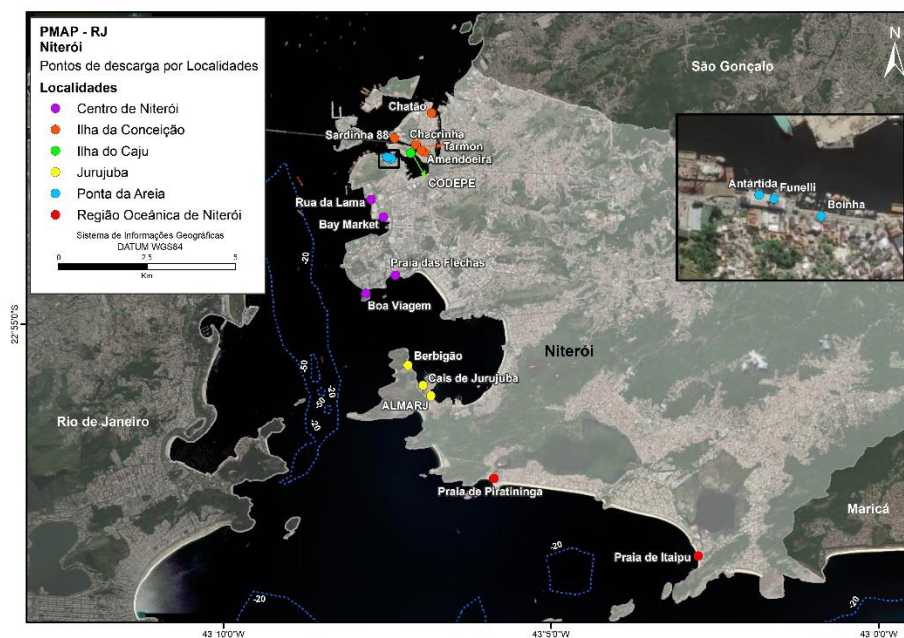 PMAP - RJ
Niterói
Pontos de descarga por Localidades
Localidades
Centro de Niterói
Ilha da Conceição
Ilha do Caju
Jurujuba
Ponta da Areia
Região Oceânica de Niterói
Sistema de Informações Geográficas
DATUM WGS84
0 2.5 5
Km
N
São Gonçalo
Chatão
Sardinha 88
Chacrinha
Tarmon
Amendoeira
CODEPE
Rua da Lama
Bay Market
Praia das Flechas
Boa Viagem
Antártida
Funelli
Boinha
-20
-50
-20
-50
-20
Niterói
Berbigão
Cais de Jurujuba
ALMARJ
Rio de Janeiro
Praia de Piratininga
Maricá
Praia de Itaipu
-20
-20
-20
22°55'0"S
43°10'0"W
43°5'0"W
43°0'0"W